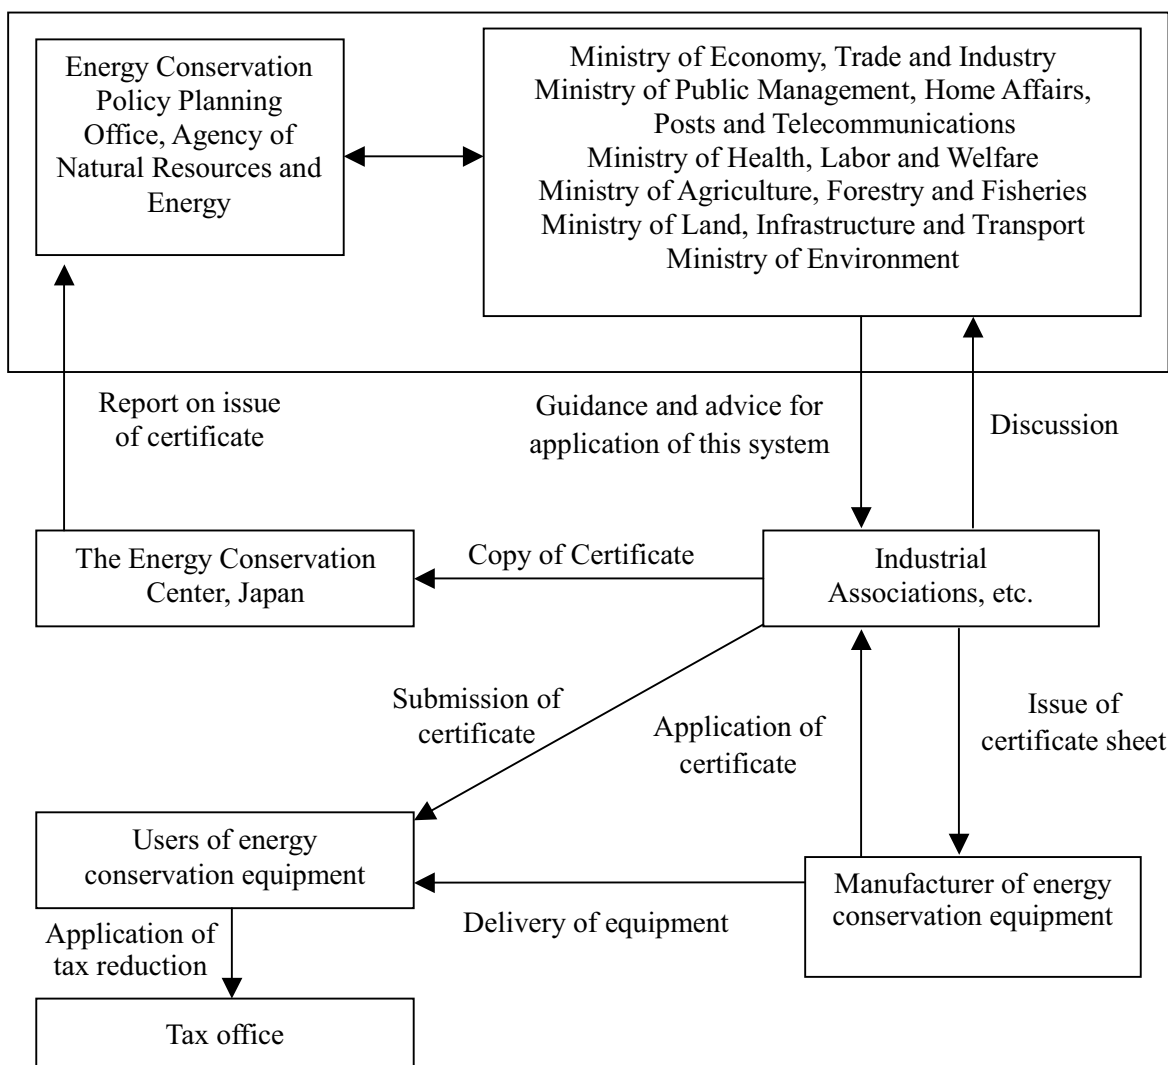 Energy Conservation
Policy Planning
Office, Agency of
Natural Resources and
Energy
Ministry of Economy, Trade and Industry
Ministry of Public Management, Home Affairs,
Posts and Telecommunications
Ministry of Health, Labor and Welfare
Ministry of Agriculture, Forestry and Fisheries
Ministry of Land, Infrastructure and Transport
Ministry of Environment
Report on issue
of certificate
Guidance and advice for
application of this system
Discussion
The Energy Conservation
Center, Japan
Copy of Certificate
Industrial
Associations, etc.
Submission of
certificate
Application of
certificate
Issue of
certificate sheet
Users of energy
conservation equipment
Delivery of equipment
Manufacturer of energy
conservation equipment
Application of
tax reduction
Tax office